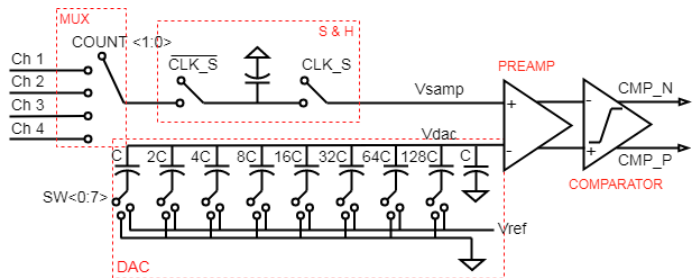 MUX
S & H
COUNT <1:0>
Ch 1
Ch 2
Ch 3
Ch 4
CLK_S
CLK_S
Vsamp
PREAMP
+
-
-
+
CMP_N
CMP_P
COMPARATOR
Vdac
C 2C 4C 8C 16C 32C 64C 128C C
SW<0:7>
Vref
DAC